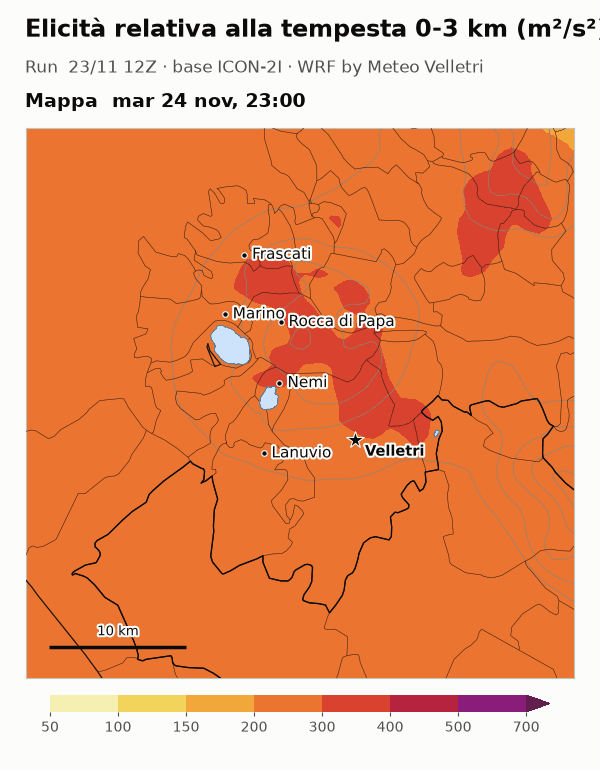 Elicità relativa alla tempesta 0-3 km (m²/s²)
Run 23/11 12Z · base ICON-2I · WRF by Meteo Velletri
Mappa mar 24 nov, 23:00
Frascati
Marino
Rocca di Papa
Nemi
Lanuvio
Velletri
10 km
50 100 150 200 300 400 500 700